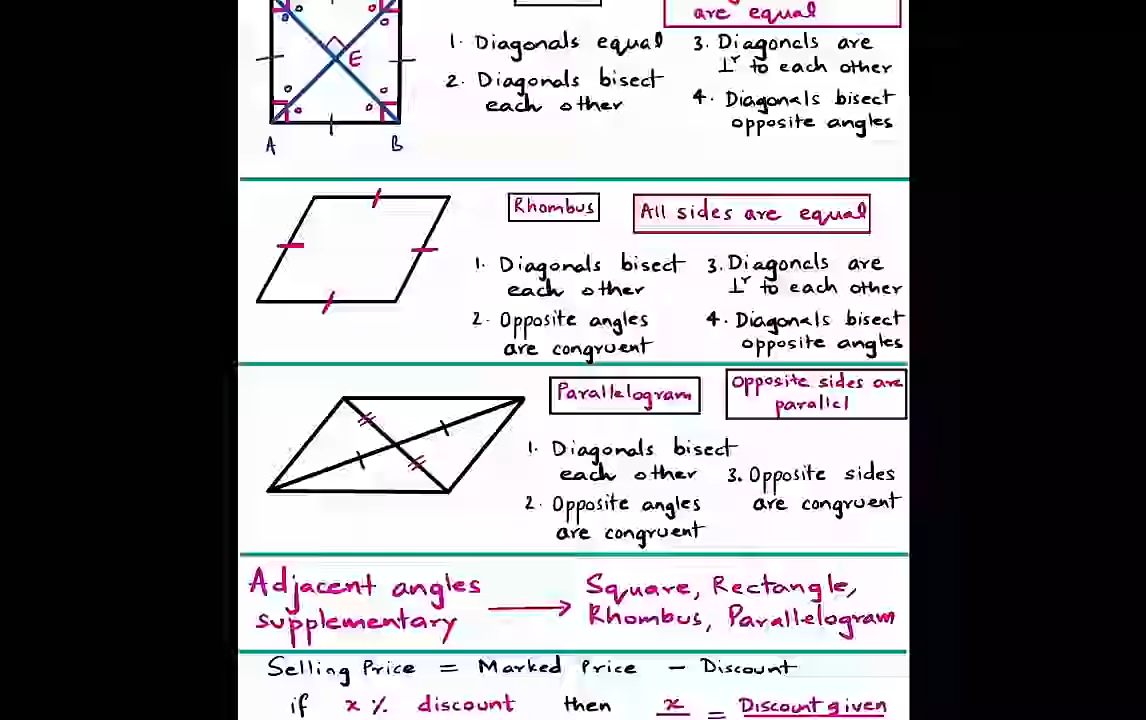 are equal
1. Diagonals equal
2. Diagonals bisect
each other
3. Diagonals are
⊥r to each other
4. Diagonals bisect
opposite angles
E
A B
Rhombus
All sides are equal
1. Diagonals bisect
each other
2. Opposite angles
are congruent
3. Diagonals are
⊥r to each other
4. Diagonals bisect
opposite angles
Parallelogram
Opposite sides are
parallel
1. Diagonals bisect
each other
2. Opposite angles
are congruent
3. Opposite sides
are congruent
Adjacent angles
supplementary
Square, Rectangle,
Rhombus, Parallelogram
Selling Price = Marked Price - Discount
if x % discount then x = Discount given